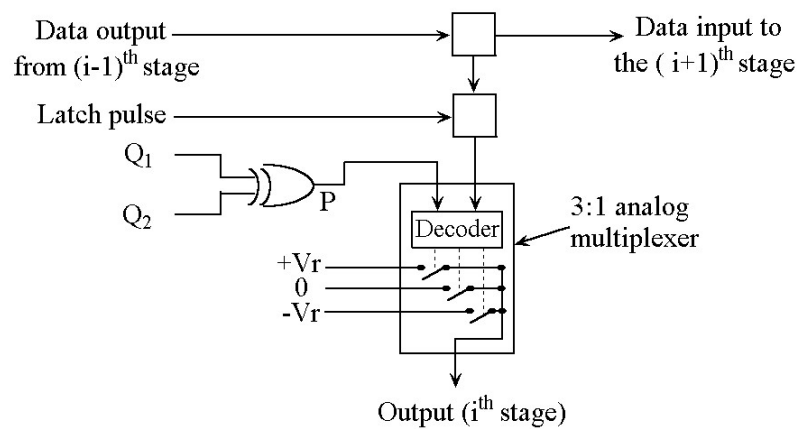 Data output
from (i-1)th stage
Data input to
the ( i+1)th stage
Latch pulse
Q1
Q2
P
Decoder
3:1 analog
multiplexer
+Vr
0
-Vr
Output (ith stage)